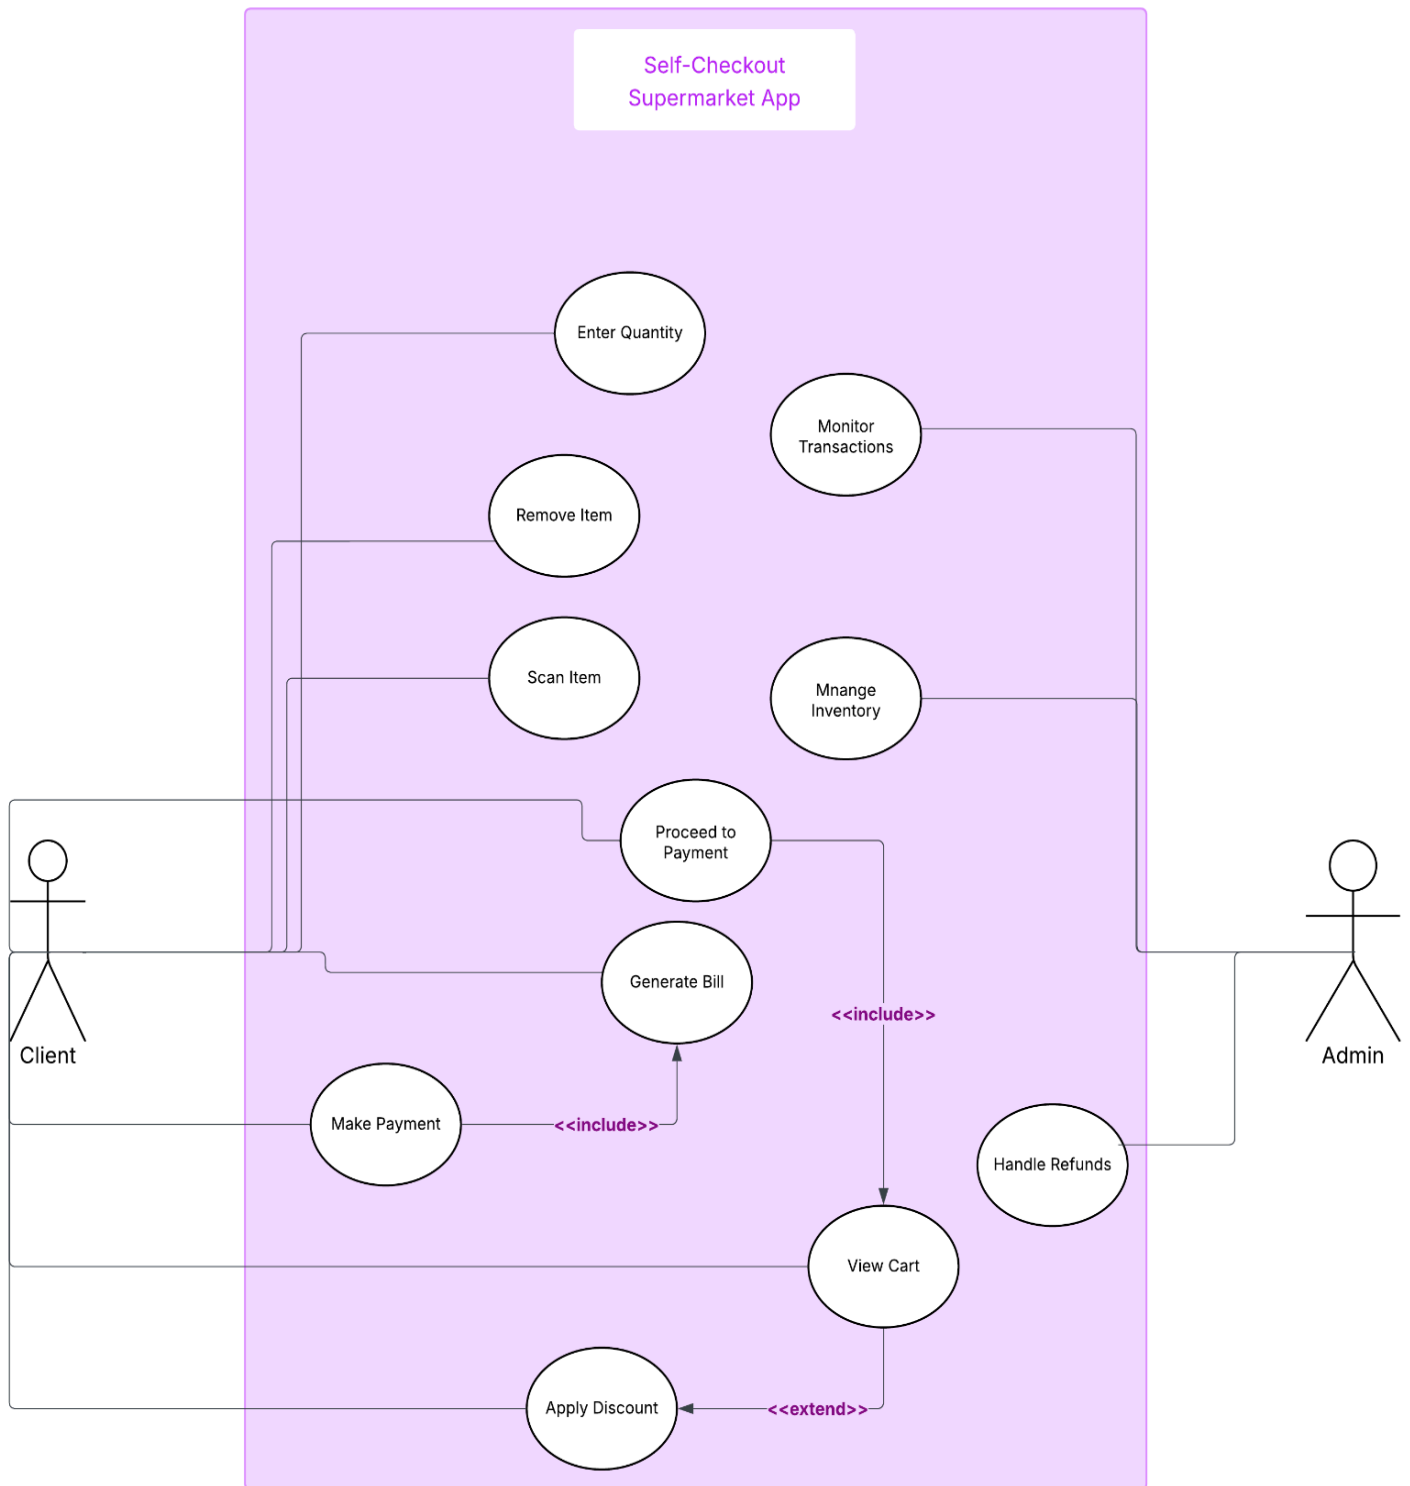 Self-Checkout
Supermarket App
Enter Quantity
Monitor
Transactions
Remove Item
Scan Item
Mnange
Inventory
Proceed to
Payment
Generate Bill
<<include>>
Client
Admin
Make Payment
<<include>>
Handle Refunds
View Cart
Apply Discount
<<extend>>